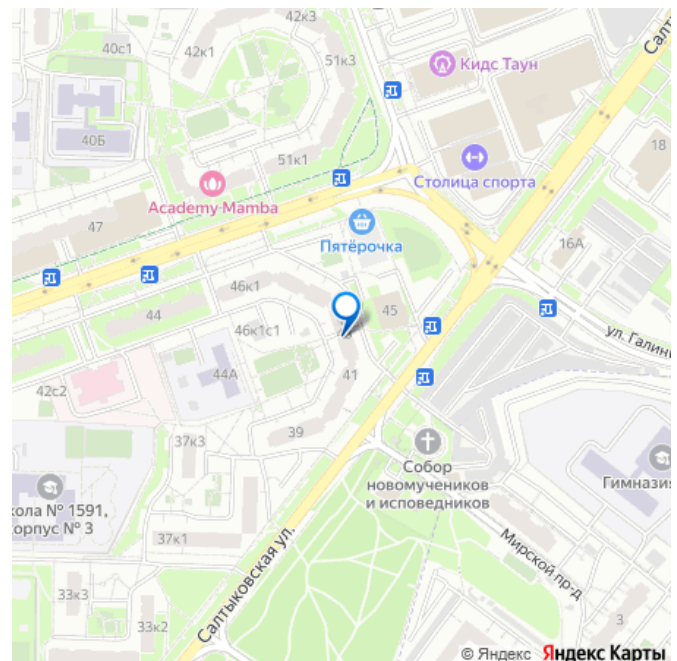 42к3
40с1
51к3
Салт
Кидс Таун
40Б
51к1
Столица спорта
18
Academy Mamba
47
Пятёрочка
16А
46к1
44
46к1с1
45
ул. Галин
44А
41
42с2
37к3
39
Собор
новомучеников
и исповедников
Гимназия
кола № 1591,
орпус № 3
37к1
Салтыковская ул.
Мирской пр-д
33к3
33к2
3
© Яндекс Яндекс Карты